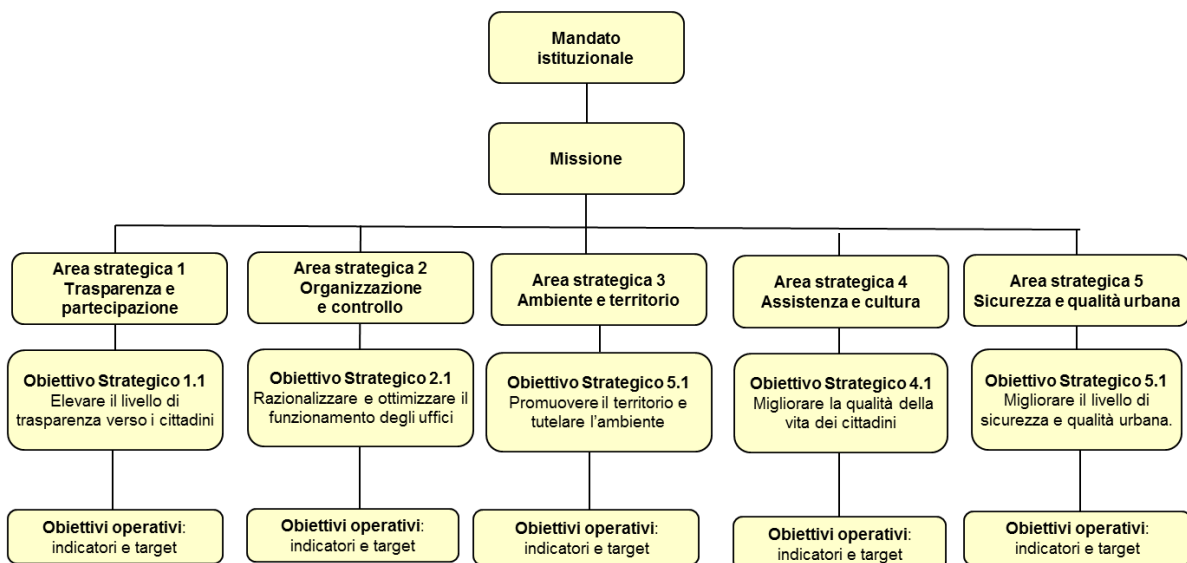 Mandato
istituzionale
Missione
Area strategica 1
Trasparenza e
partecipazione
Area strategica 2
Organizzazione
e controllo
Area strategica 3
Ambiente e territorio
Area strategica 4
Assistenza e cultura
Area strategica 5
Sicurezza e qualità urbana
Obiettivo Strategico 1.1
Elevare il livello di
trasparenza verso i cittadini
Obiettivo Strategico 2.1
Razionalizzare e ottimizzare il
funzionamento degli uffici
Obiettivo Strategico 5.1
Promuovere il territorio e
tutelare l'ambiente
Obiettivo Strategico 4.1
Migliorare la qualità della
vita dei cittadini
Obiettivo Strategico 5.1
Migliorare il livello di
sicurezza e qualità urbana.
Obiettivi operativi:
indicatori e target
Obiettivi operativi:
indicatori e target
Obiettivi operativi:
indicatori e target
Obiettivi operativi:
indicatori e target
Obiettivi operativi:
indicatori e target